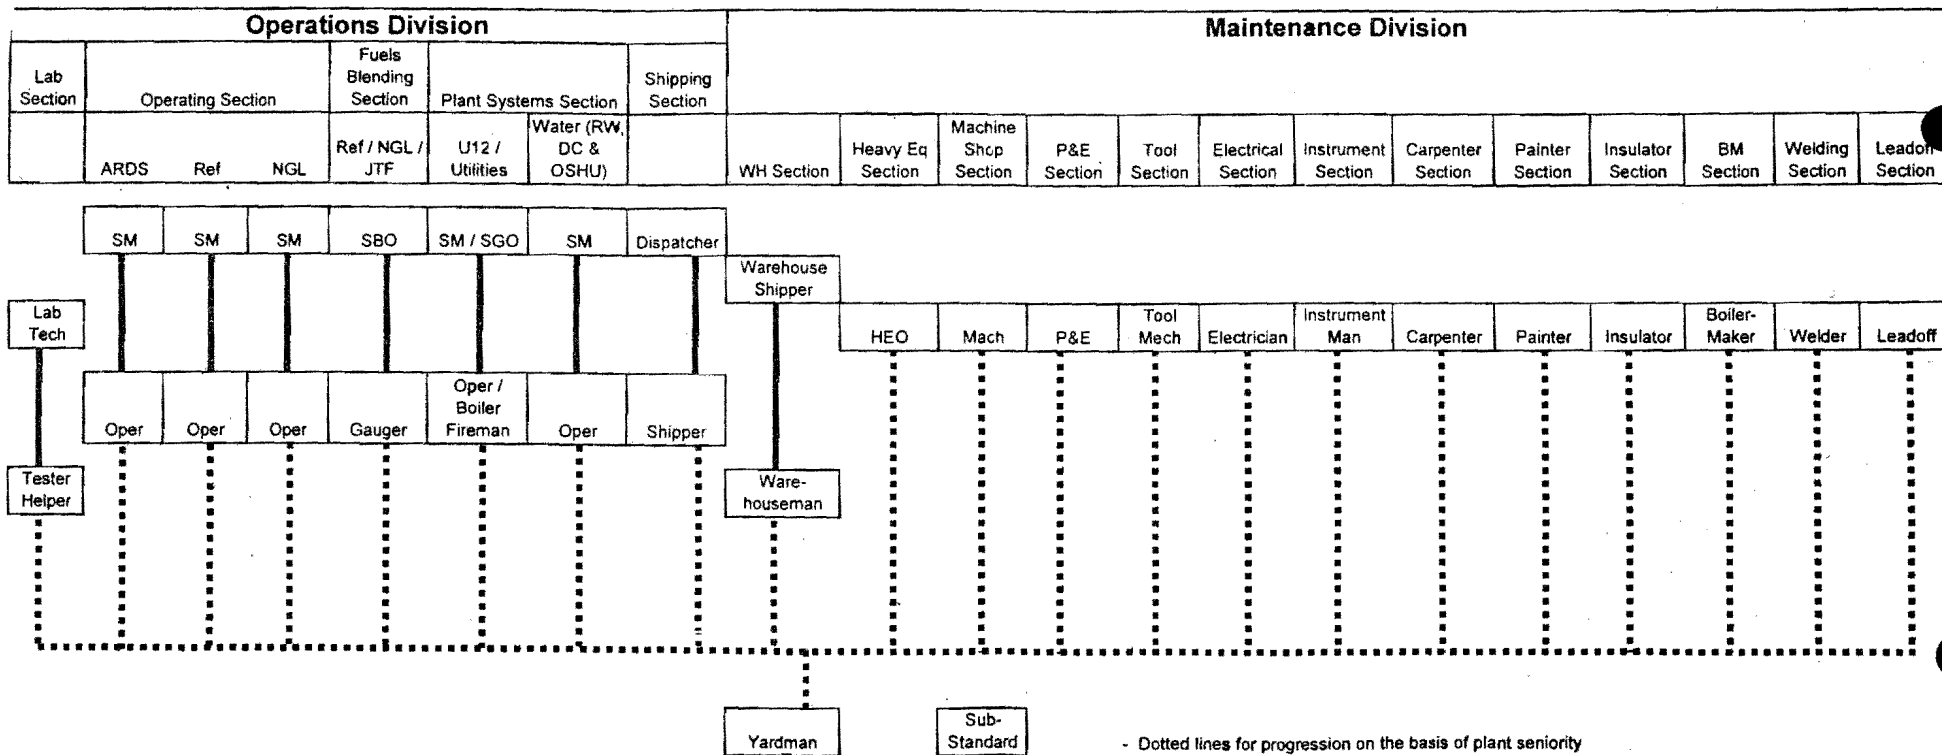 Operations Division
Maintenance Division
Lab
Section
Operating Section
Fuels
Blending
Section
Plant Systems Section
Shipping
Section
ARDS
Ref
NGL
Ref / NGL /
JTF
U12 /
Utilities
Water (RW,
DC &
OSHU)
WH Section
Heavy Eq
Section
Machine
Shop
Section
P&E
Section
Tool
Section
Electrical
Section
Instrument
Section
Carpenter
Section
Painter
Section
Insulator
Section
BM
Section
Welding
Section
Leadoff
Section
SM
SM
SM
SBO
SM / SGO
SM
Dispatcher
Warehouse
Shipper
Lab
Tech
HEO
Mach
P&E
Tool
Mech
Electrician
Instrument
Man
Carpenter
Painter
Insulator
Boiler-
Maker
Welder
Leadoff
Oper
Oper
Oper
Gauger
Oper /
Boiler
Fireman
Oper
Shipper
Tester
Helper
Ware-
houseman
Yardman
Sub-
Standard
- Dotted lines for progression on the basis of plant seniority